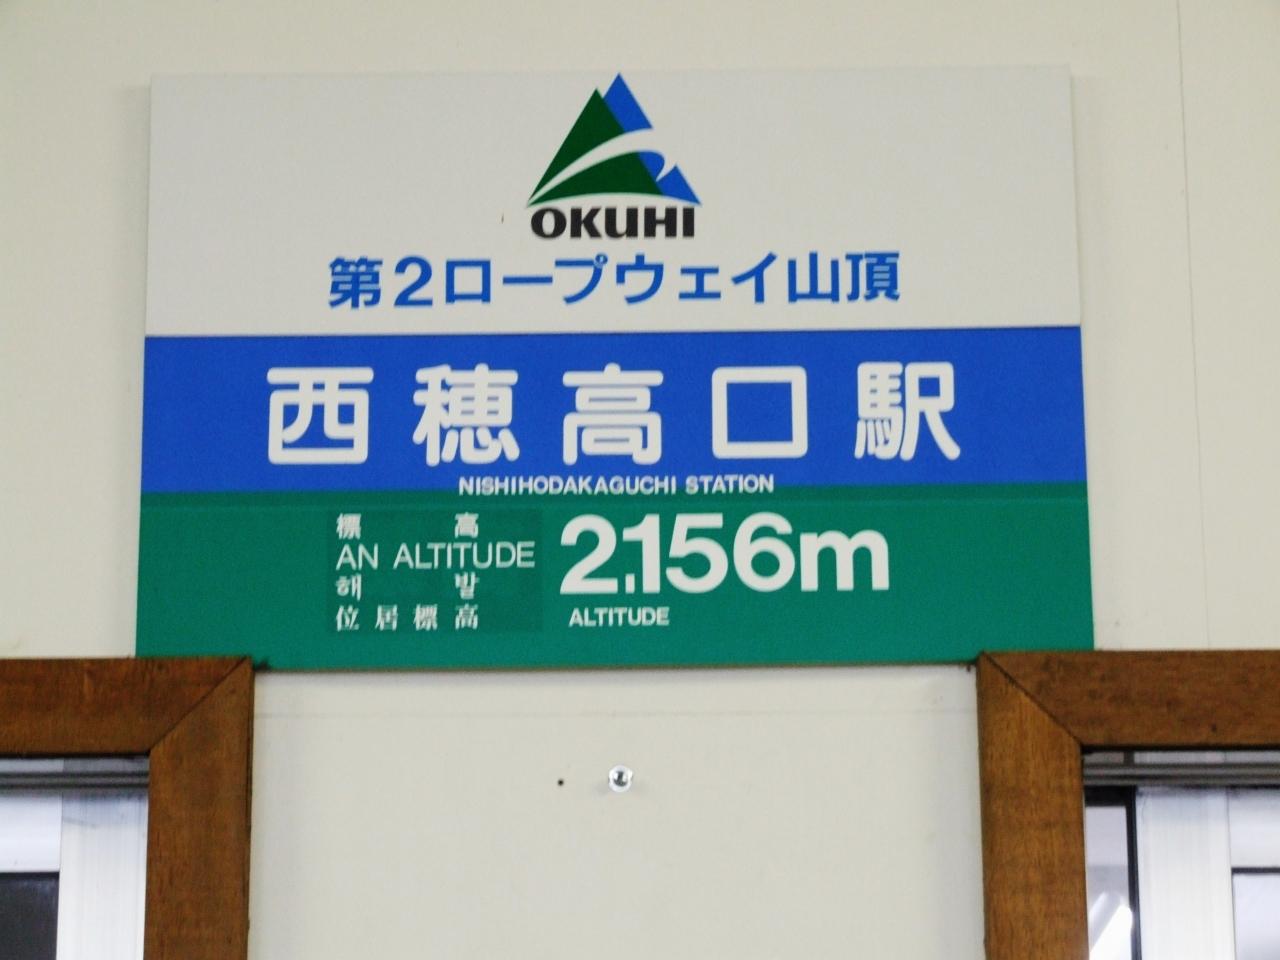 OKUHI
第2ロープウェイ山頂
西穂高口駅
NISHIHODAKAGUCHI STATION
標高
AN ALTITUDE
해발
位居標高
2,156m
ALTITUDE